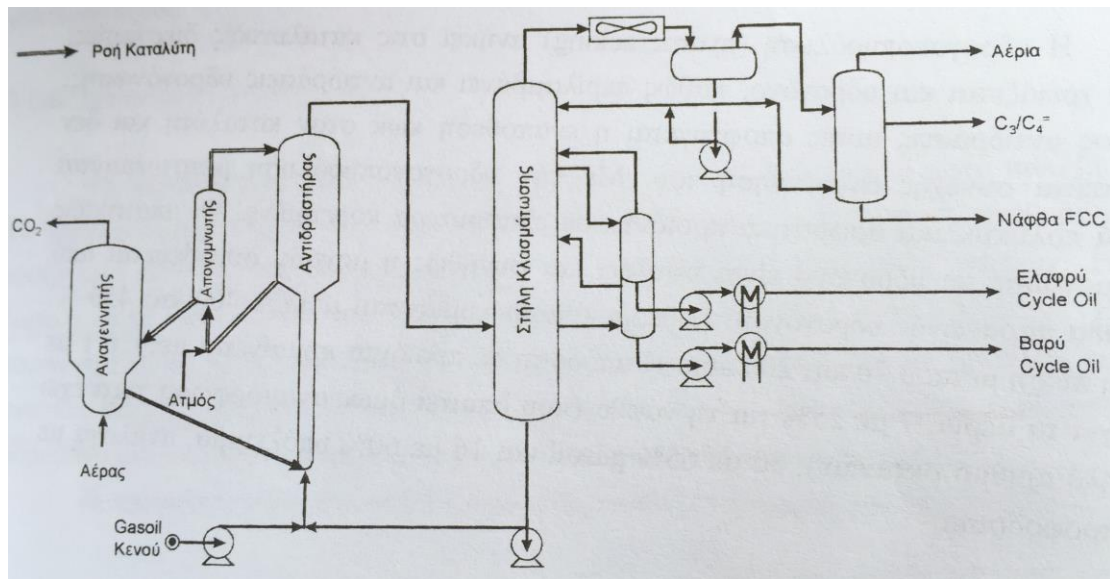 Ροή Καταλύτη
Αέρια
C₃/C₄⁼
Νάφθα FCC
Ελαφρύ
Cycle Oil
Βαρύ
Cycle Oil
CO₂
Αναγεννητής
Απογυμνωτής
Αντιδραστήρας
Στήλη Κλασματωσης
M
M
Ατμός
Αέρας
Gasoil
Κενού